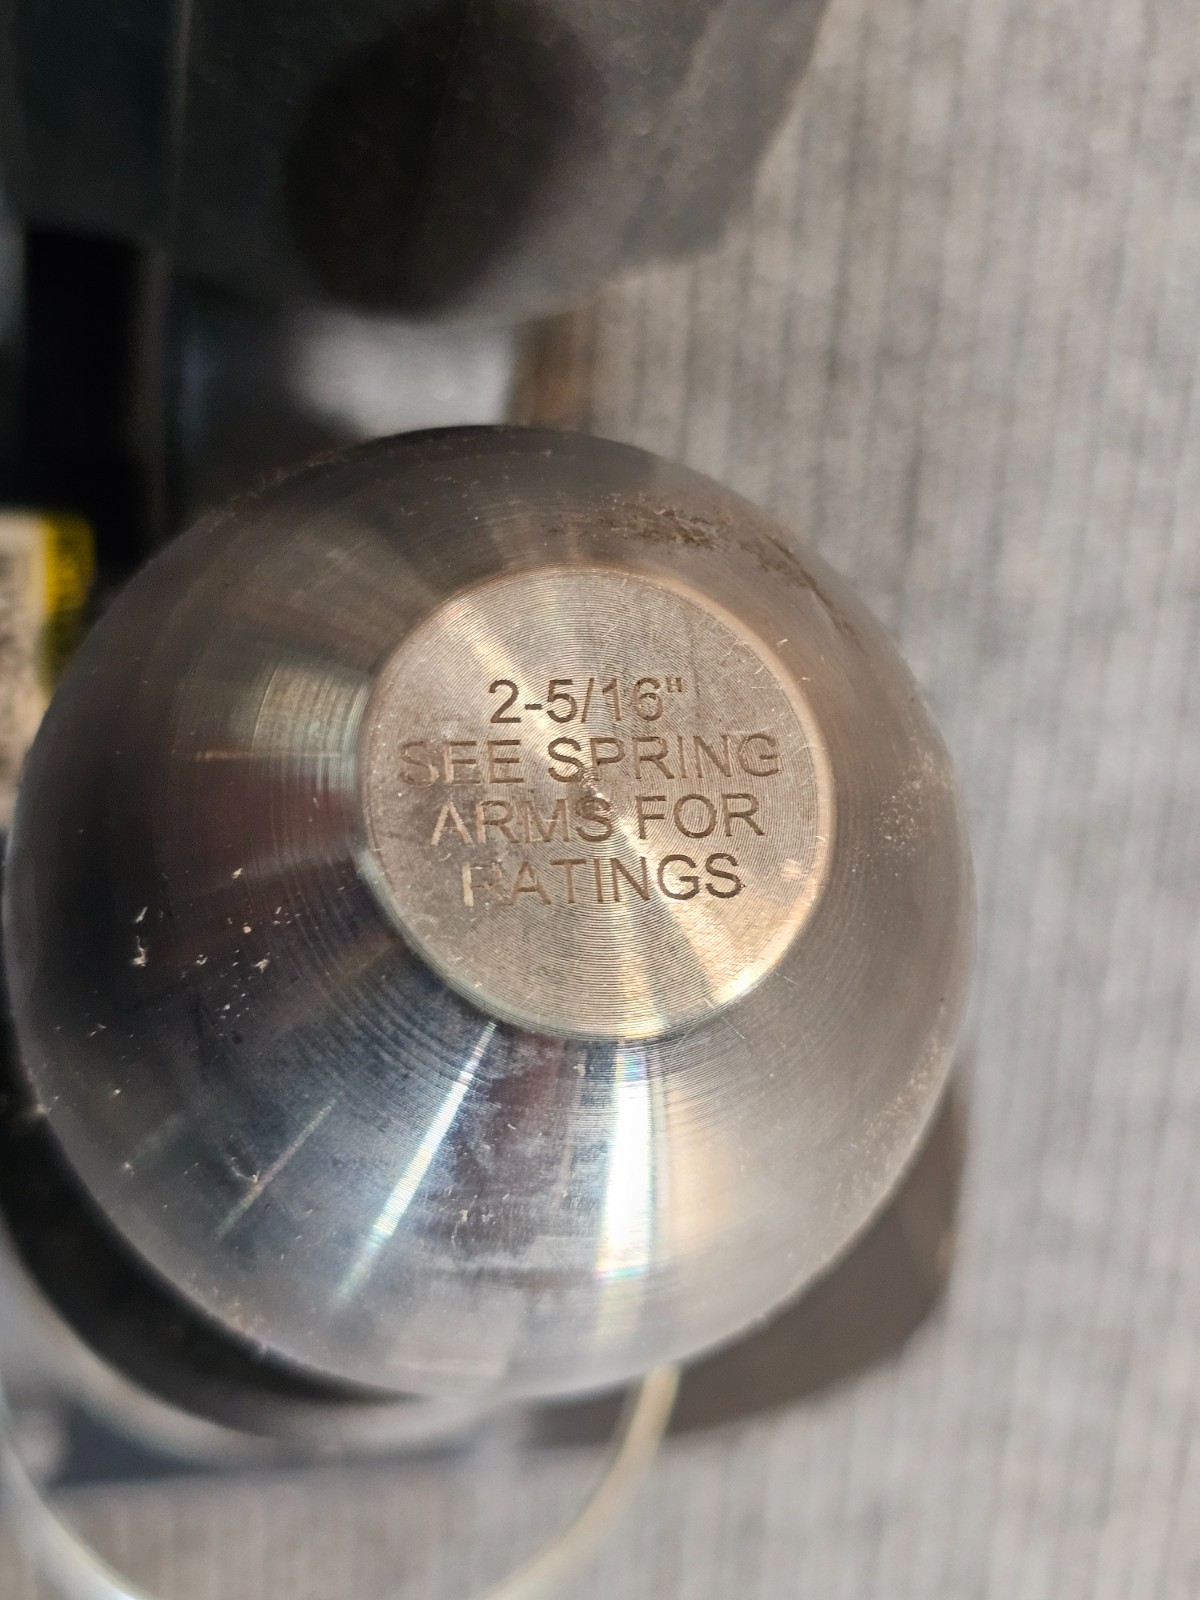 2-5/16"
SEE SPRING
ARMS FOR
RATINGS